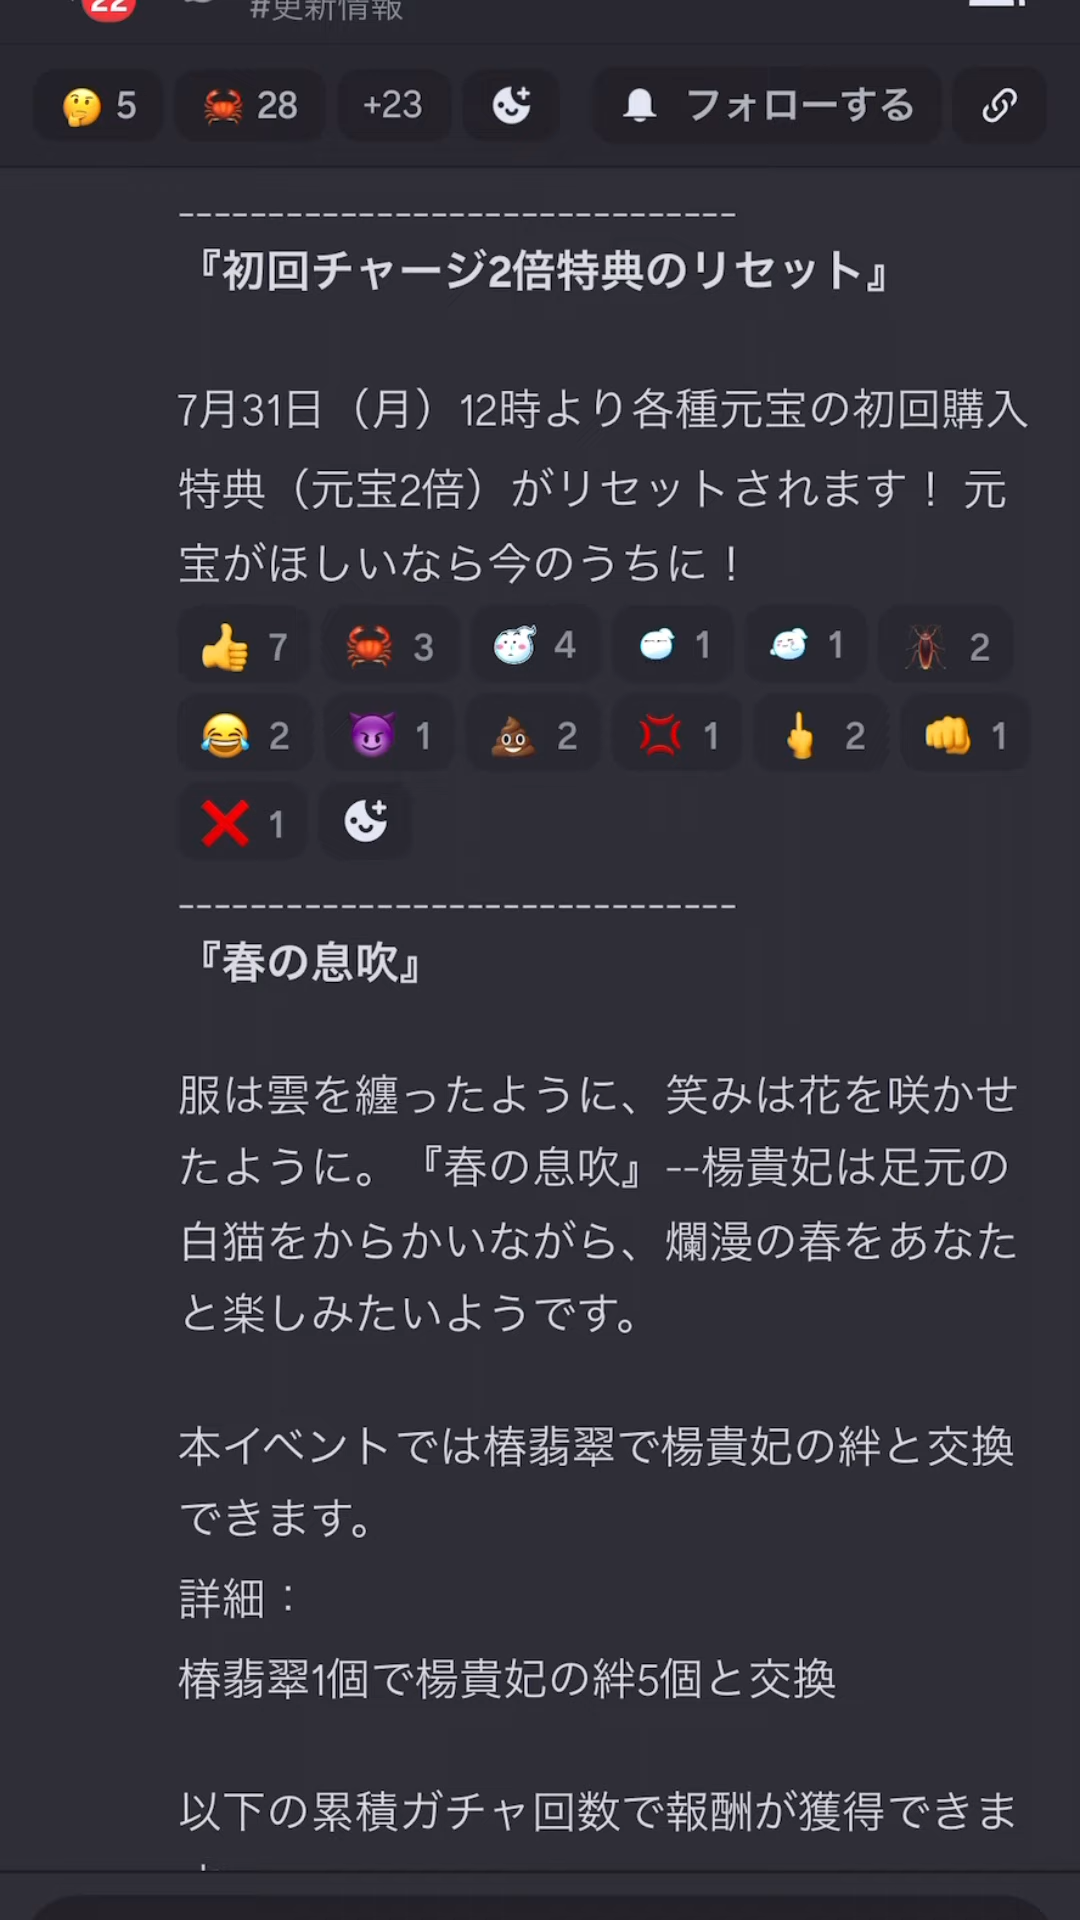 22
#更新情報
5
28
+23
フォローする
-------------------------------
『初回チャージ2倍特典のリセット』
7月31日（月）12時より各種元宝の初回購入
特典（元宝2倍）がリセットされます！ 元
宝がほしいなら今のうちに！
7
3
4
1
1
2
2
1
2
1
2
1
1
-------------------------------
『春の息吹』
服は雲を纏ったように、笑みは花を咲かせ
たように。『春の息吹』--楊貴妃は足元の
白猫をからかいながら、爛漫の春をあなた
と楽しみたいようです。
本イベントでは椿翡翠で楊貴妃の絆と交換
できます。
詳細：
椿翡翠1個で楊貴妃の絆5個と交換
以下の累積ガチャ回数で報酬が獲得できま